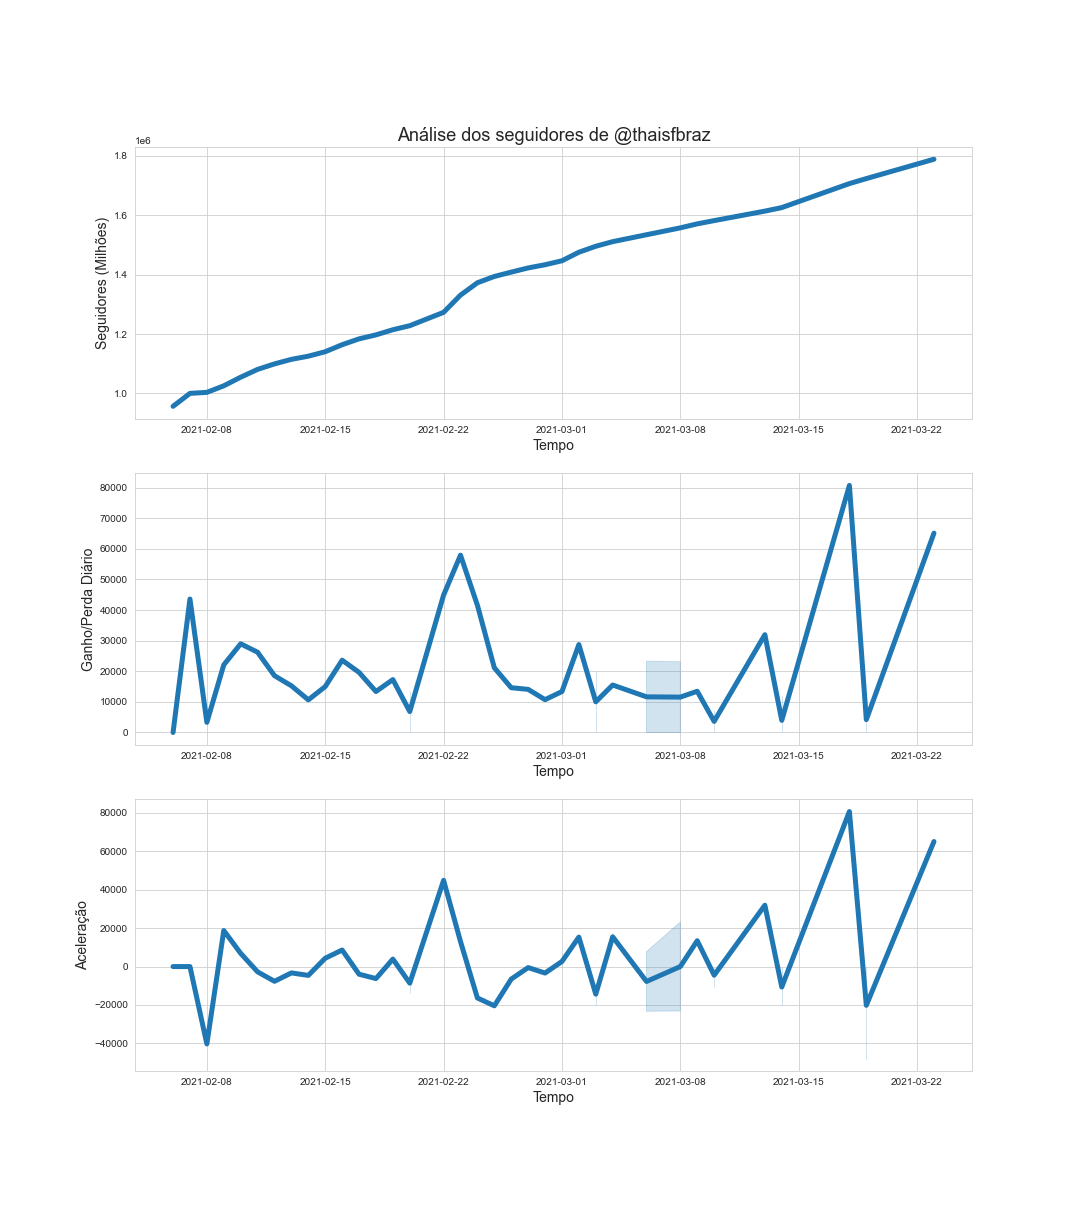 Análise dos seguidores de @thaisfbraz
1e6
1.8
1.6
1.4
1.2
1.0
Seguidores (Milhões)
2021-02-08 2021-02-15 2021-02-22 2021-03-01 2021-03-08 2021-03-15 2021-03-22
Tempo
80000
70000
60000
50000
40000
30000
20000
10000
0
Ganho/Perda Diário
2021-02-08 2021-02-15 2021-02-22 2021-03-01 2021-03-08 2021-03-15 2021-03-22
Tempo
80000
60000
40000
20000
0
−20000
−40000
Aceleração
2021-02-08 2021-02-15 2021-02-22 2021-03-01 2021-03-08 2021-03-15 2021-03-22
Tempo